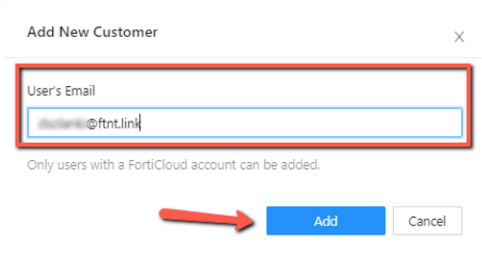 Add New Customer
User's Email
@ftnt.link
Only users with a FortiCloud account can be added.
Add
Cancel